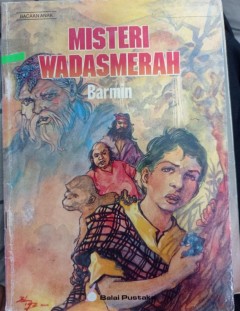 BACAAN ANAK
MISTERI
WADASMERAH
Barmin
Balai Pustaka